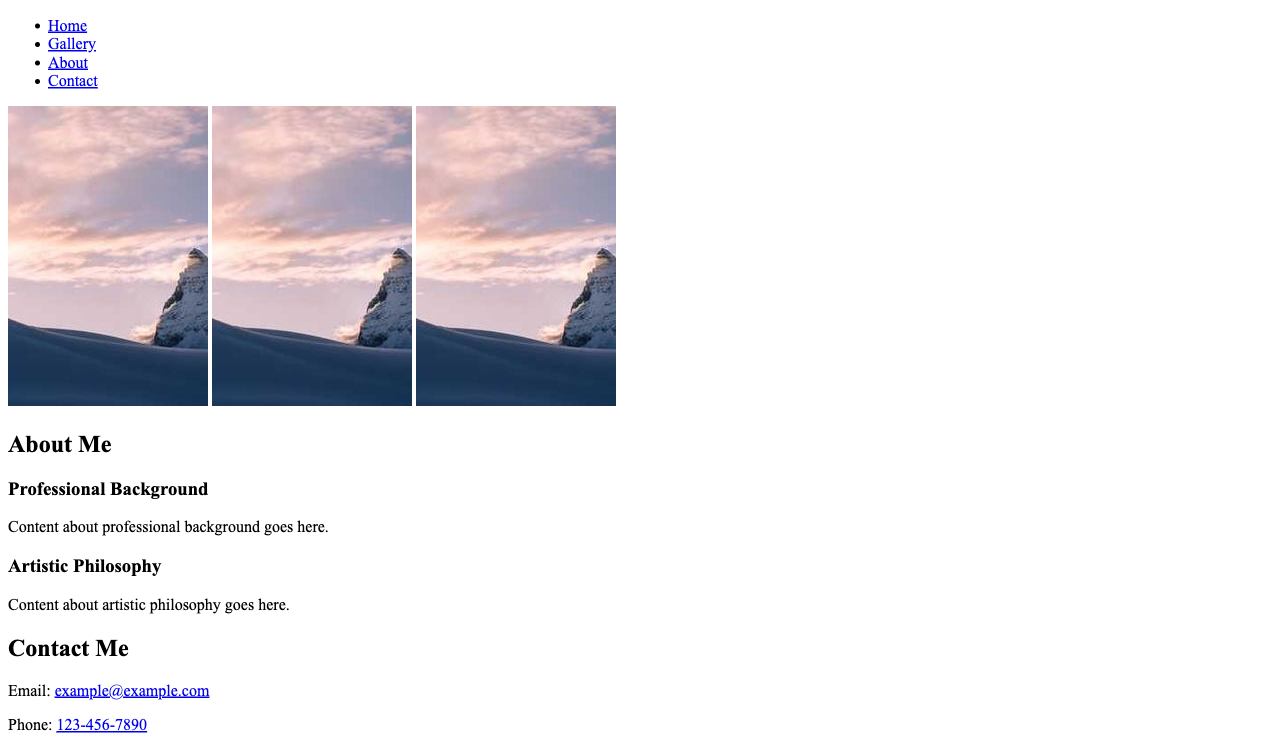 Home
Gallery
About
Contact
About Me
Professional Background
Content about professional background goes here.
Artistic Philosophy
Content about artistic philosophy goes here.
Contact Me
Email: example@example.com
Phone: 123-456-7890